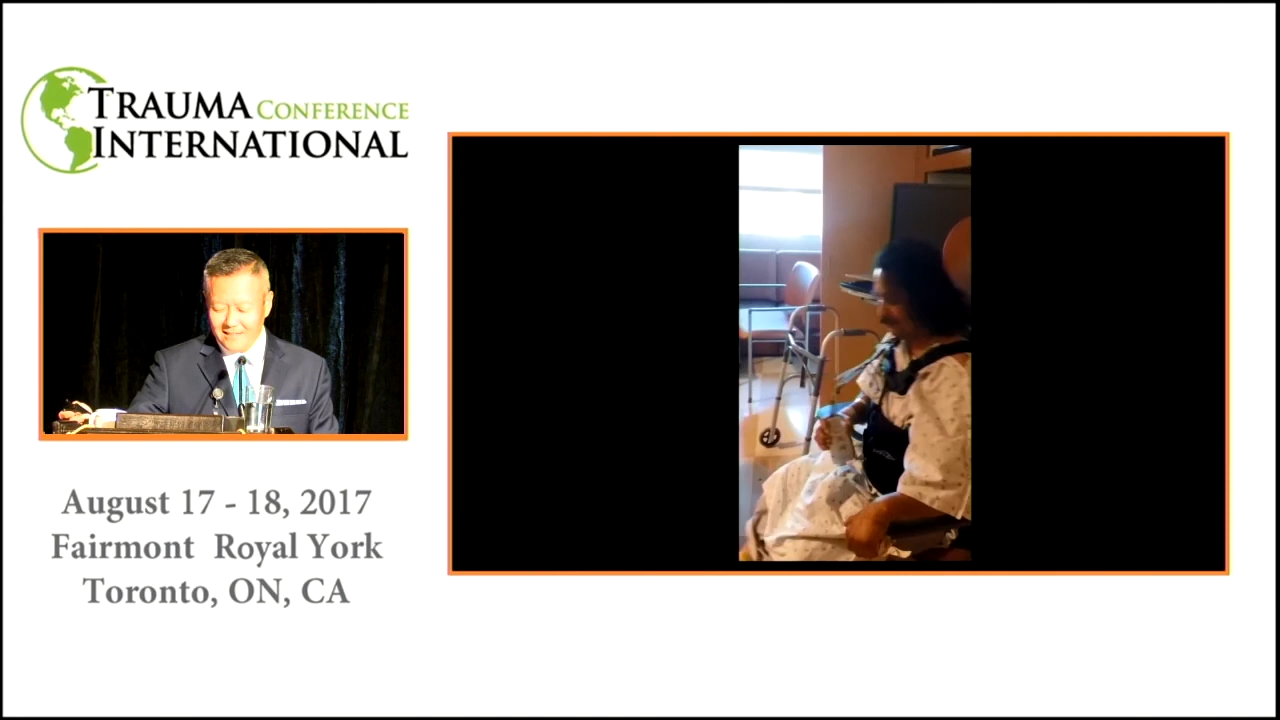 TRAUMA CONFERENCE
INTERNATIONAL
August 17 - 18, 2017
Fairmont Royal York
Toronto, ON, CA